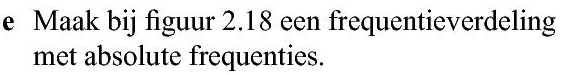 e Maak bij figuur 2.18 een frequentieverdeling
met absolute frequenties.